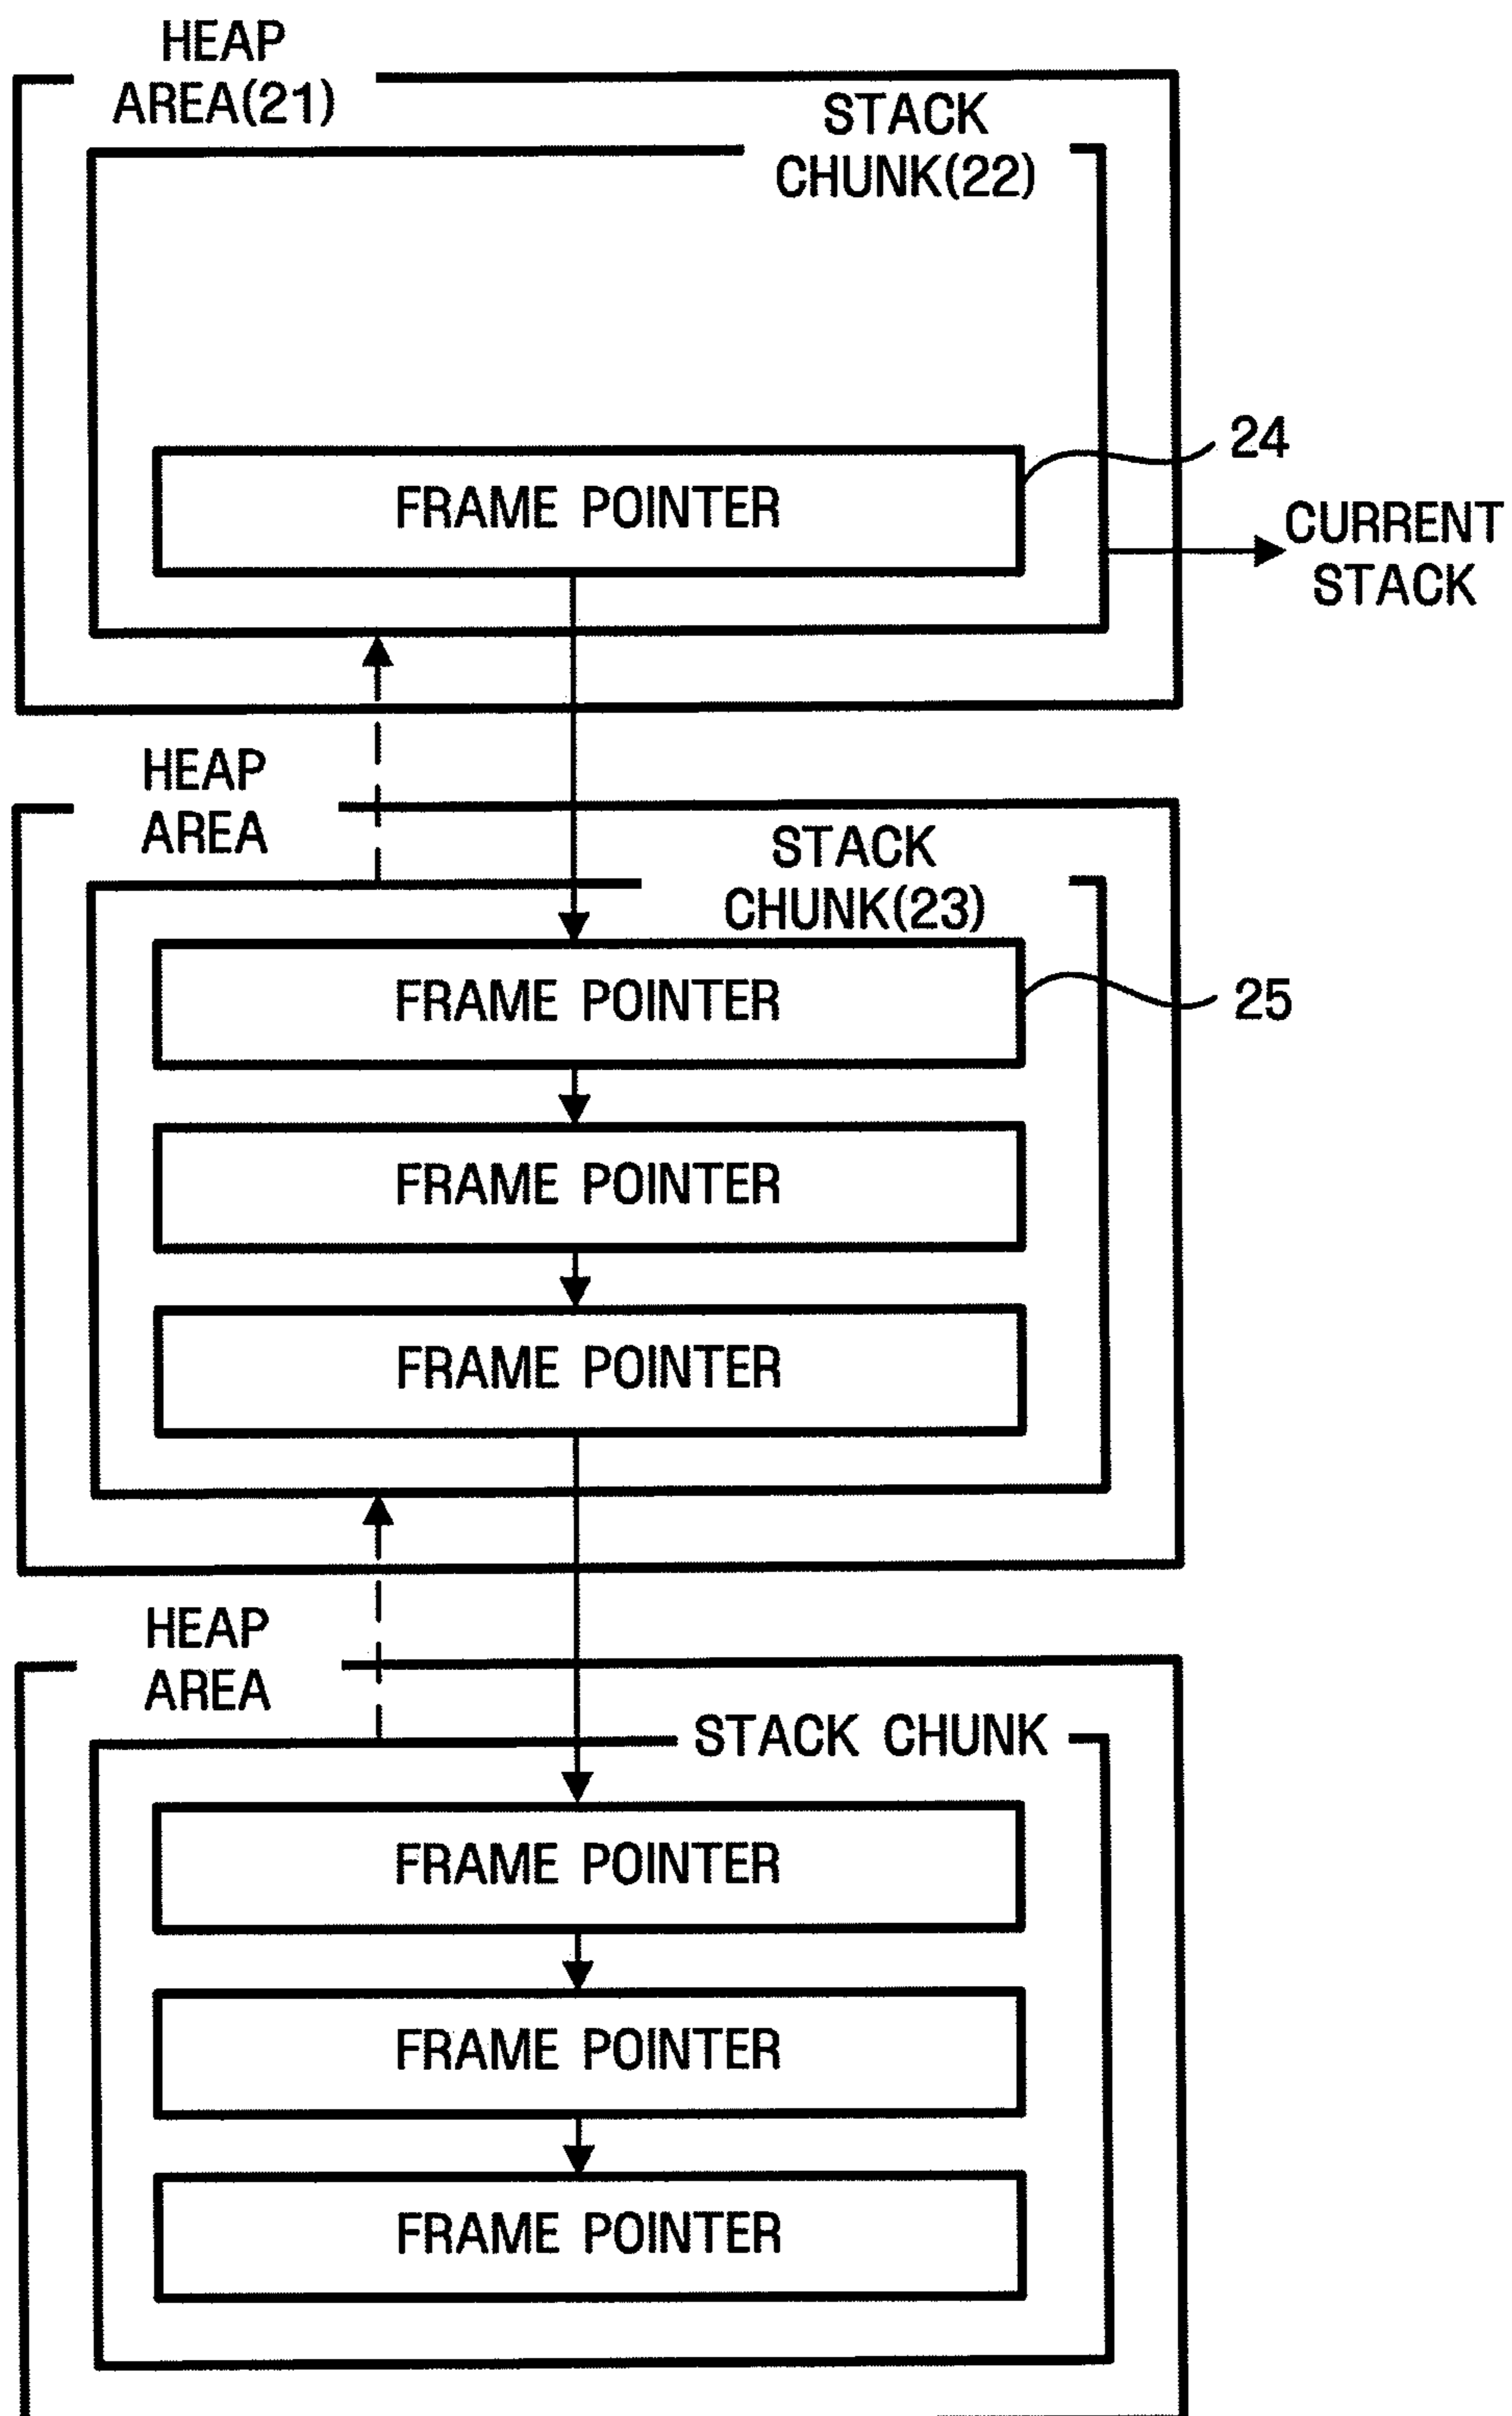 HEAP
AREA(21)
STACK
CHUNK(22)
24
FRAME POINTER
CURRENT
STACK
HEAP
AREA
STACK
CHUNK(23)
FRAME POINTER
25
FRAME POINTER
FRAME POINTER
HEAP
AREA
STACK CHUNK
FRAME POINTER
FRAME POINTER
FRAME POINTER